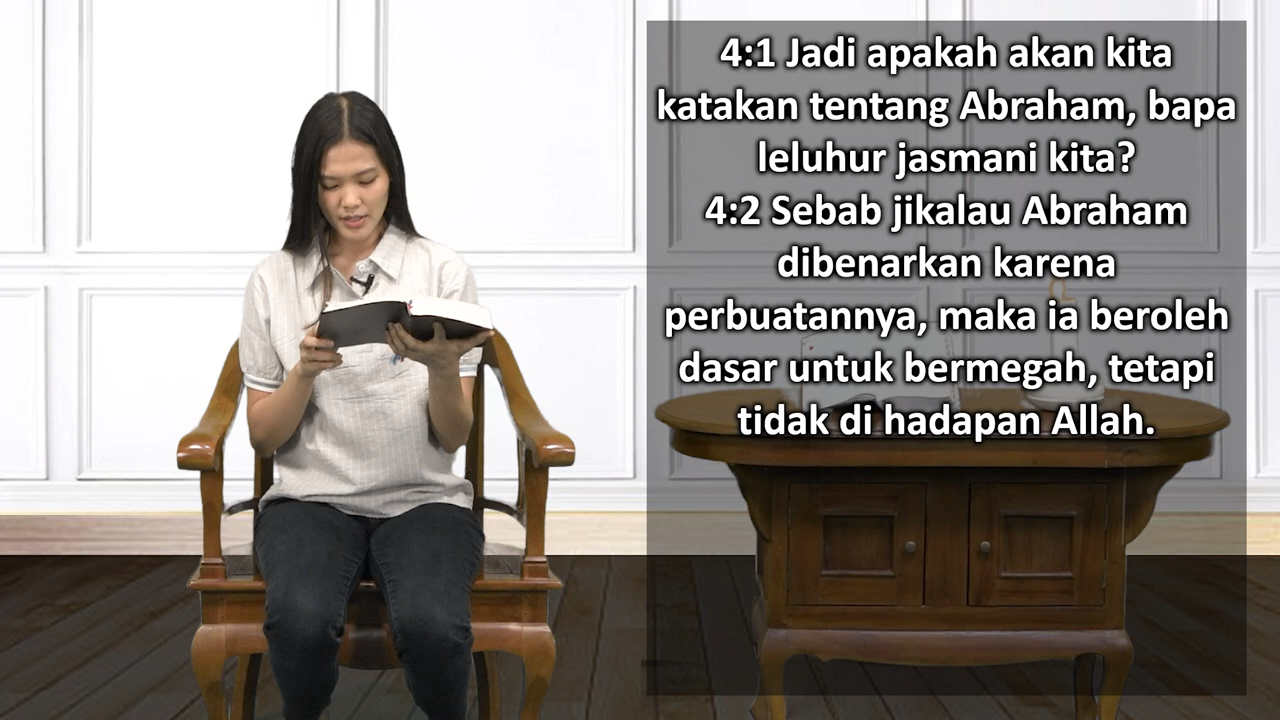 4:1 Jadi apakah akan kita
katakan tentang Abraham, bapa
leluhur jasmani kita?
4:2 Sebab jikalau Abraham
dibenarkan karena
perbuatannya, maka ia beroleh
dasar untuk bermegah, tetapi
tidak di hadapan Allah.